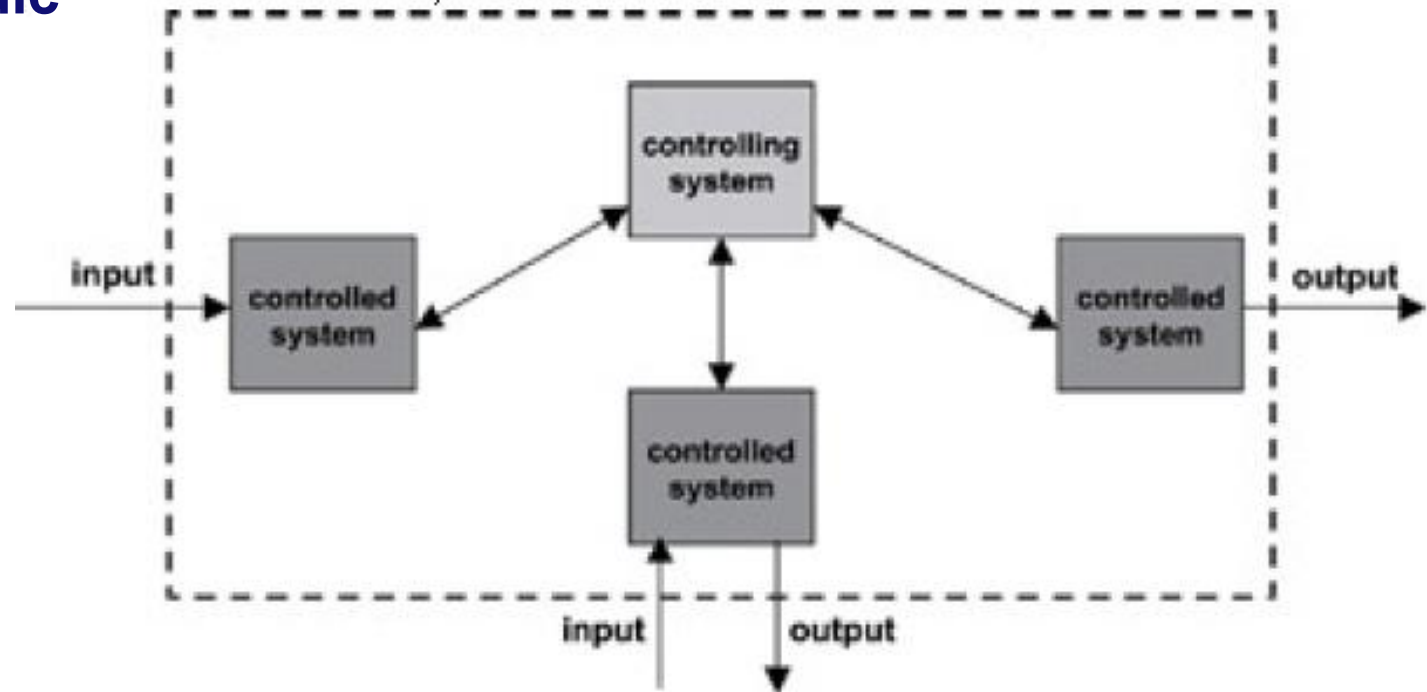 controlling
system
input
controlled
system
controlled
system
output
controlled
system
input
output